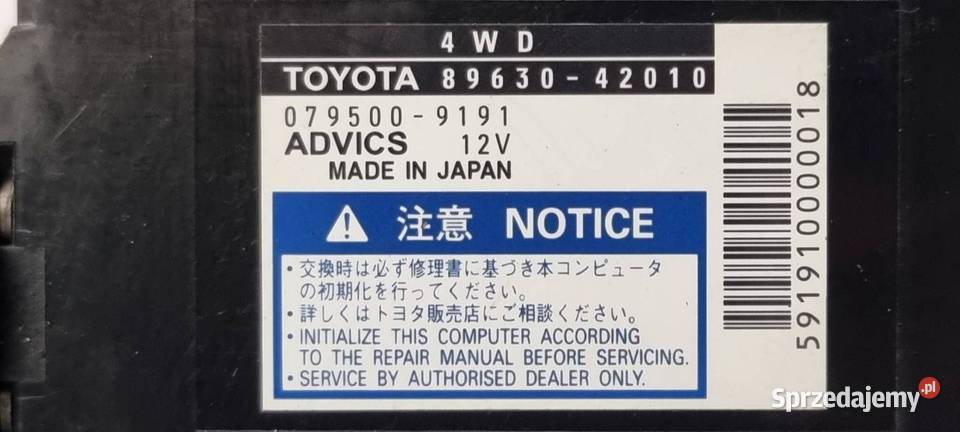 4WD
TOYOTA 89630-42010
079500-9191
ADVICS 12V
MADE IN JAPAN
注意 NOTICE
・交換時は必ず修理書に基づき本コンピュータ
の初期化を行ってください。
・詳しくはトヨタ販売店にご相談ください。
・INITIALIZE THIS COMPUTER ACCORDING
TO THE REPAIR MANUAL BEFORE SERVICING.
・SERVICE BY AUTHORISED DEALER ONLY.
591910000018
Sprzedajemy.pl